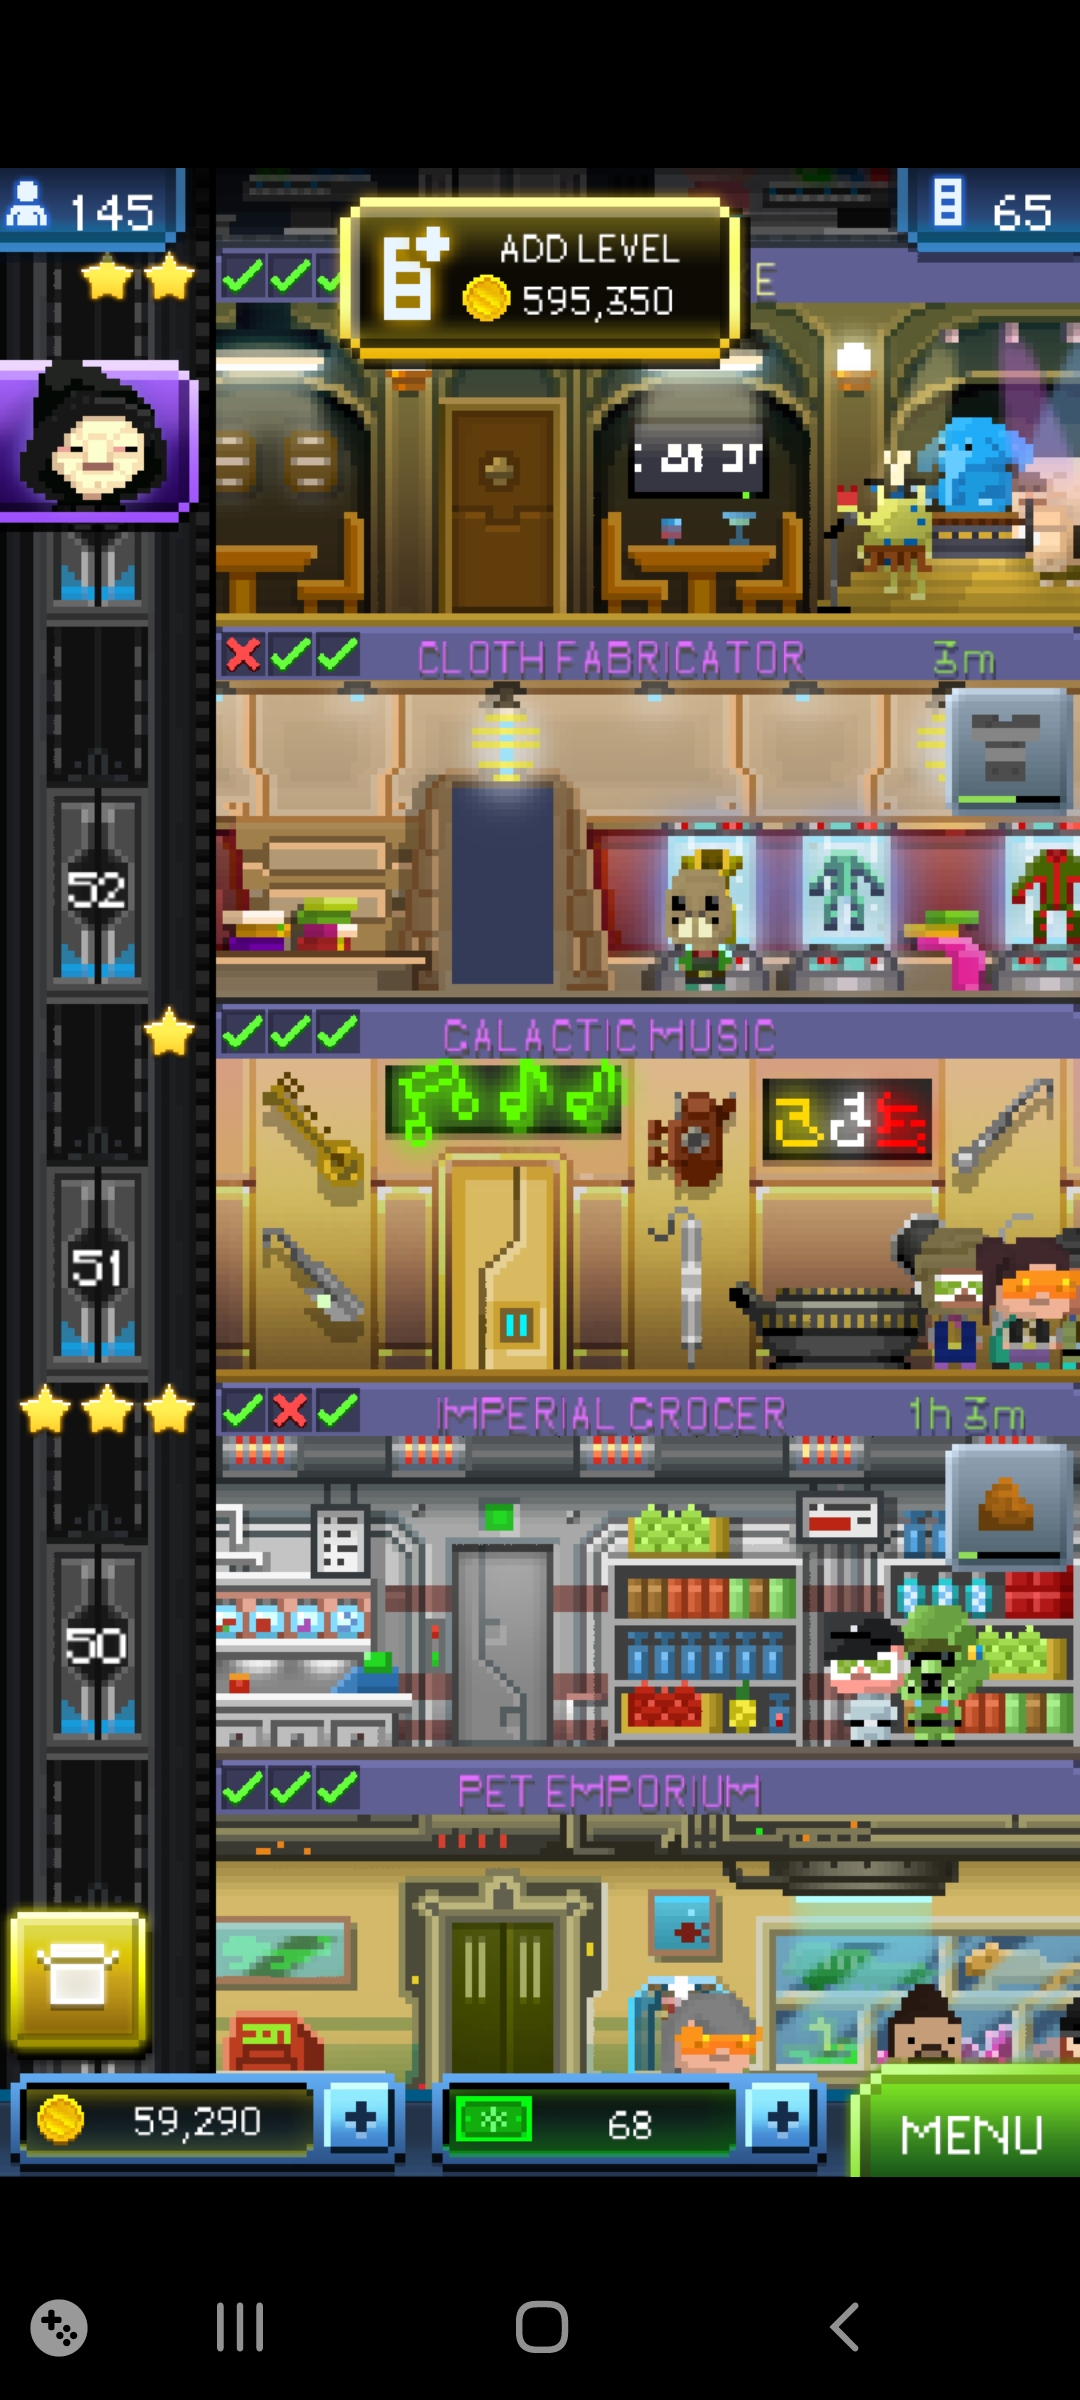 145
65
ADD LEVEL
595,350
E
CLOTH FABRICATOR 3m
52
GALACTIC MUSIC
51
IMPERIAL GROCER 1h 3m
50
PET EMPORIUM
59,290
68
MENU